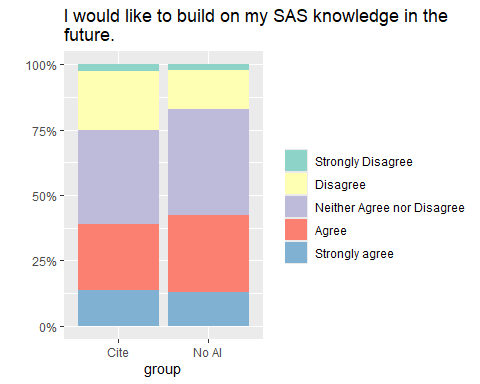 I would like to build on my SAS knowledge in the
future.
100%
75%
50%
25%
0%
Cite
No AI
group
Strongly Disagree
Disagree
Neither Agree nor Disagree
Agree
Strongly agree